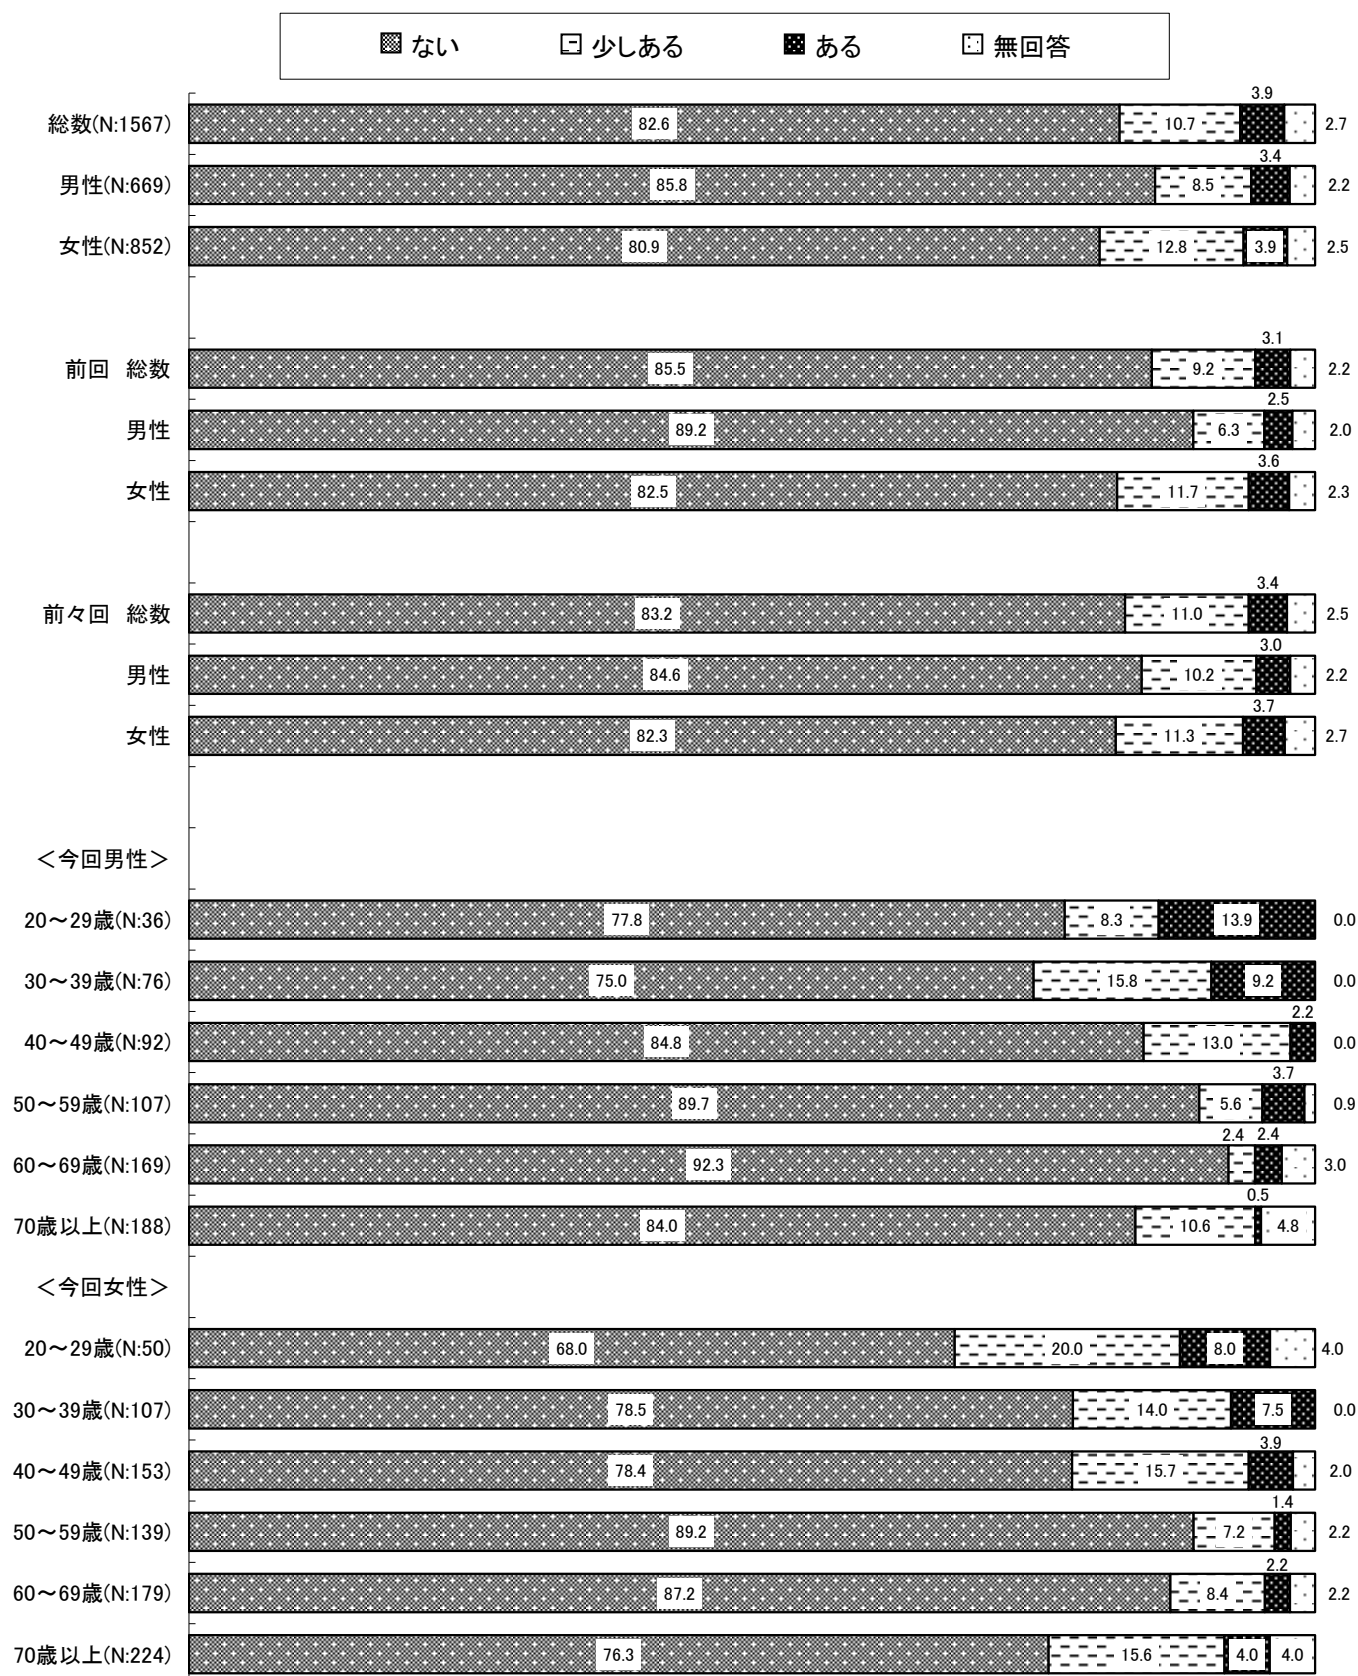 ない 少しある ある 無回答
3.9
総数(N:1567) 82.6 10.7 2.7
3.4
男性(N:669) 85.8 8.5 2.2
女性(N:852) 80.9 12.8 3.9 2.5
3.1
前回 総数 85.5 9.2 2.2
2.5
男性 89.2 6.3 2.0
3.6
女性 82.5 11.7 2.3
3.4
前々回 総数 83.2 11.0 2.5
3.0
男性 84.6 10.2 2.2
3.7
女性 82.3 11.3 2.7
＜今回男性＞
20～29歳(N:36) 77.8 8.3 13.9 0.0
30～39歳(N:76) 75.0 15.8 9.2 0.0
2.2
40～49歳(N:92) 84.8 13.0 0.0
3.7
50～59歳(N:107) 89.7 5.6 0.9
2.4 2.4
60～69歳(N:169) 92.3 3.0
0.5
70歳以上(N:188) 84.0 10.6 4.8
＜今回女性＞
20～29歳(N:50) 68.0 20.0 8.0 4.0
30～39歳(N:107) 78.5 14.0 7.5 0.0
3.9
40～49歳(N:153) 78.4 15.7 2.0
1.4
50～59歳(N:139) 89.2 7.2 2.2
2.2
60～69歳(N:179) 87.2 8.4 2.2
70歳以上(N:224) 76.3 15.6 4.0 4.0